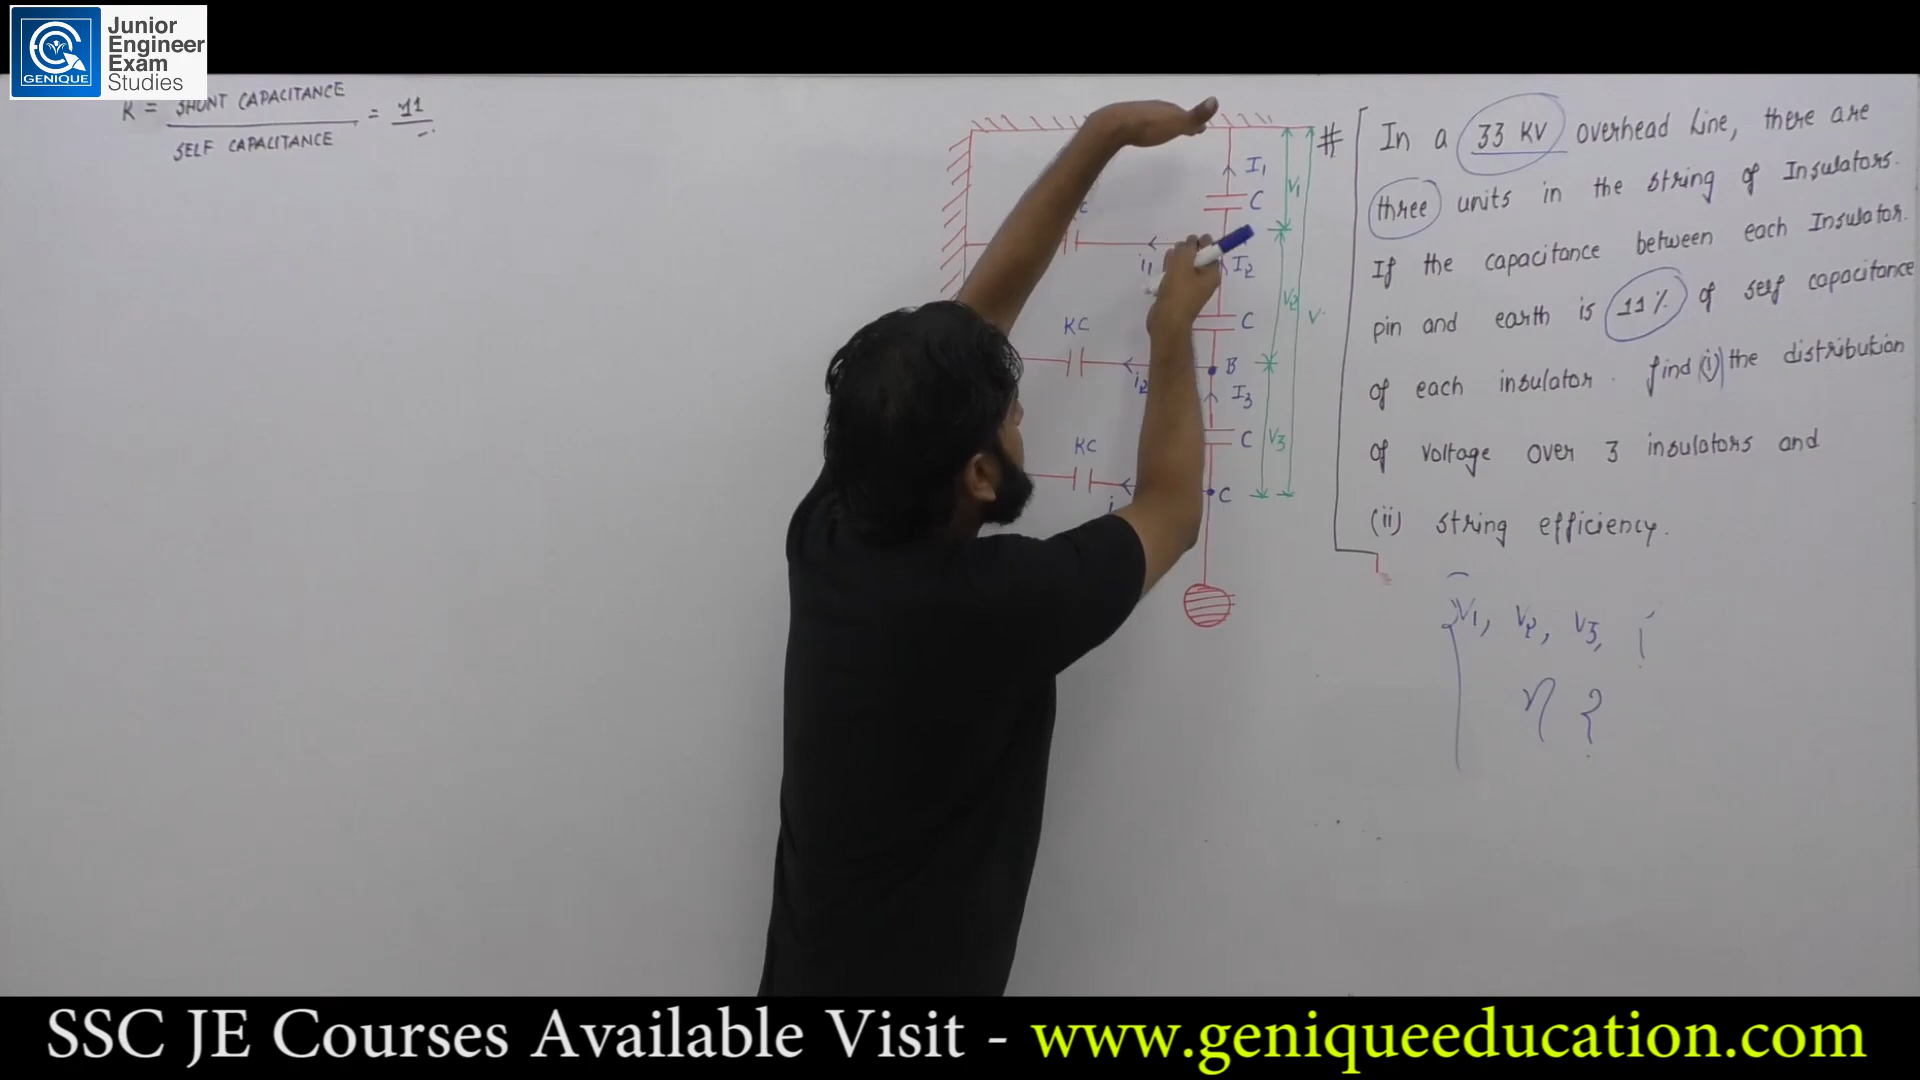 GENIQUE
Junior
Engineer
Exam
Studies
K = SHUNT CAPACITANCE
SELF CAPACITANCE
= .11
I1
C
V1
i1
I2
V2
V
KC
C
i2
B
I3
KC
C
V3
C
# In a 33 KV overhead line, there are
three units in the string of Insulators.
If the capacitance between each Insulator
pin and earth is 11% of self capacitance
of each insulator. find (i) the distribution
of voltage over 3 insulators and
(ii) string efficiency.
V1, V2, V3,
η ?
SSC JE Courses Available Visit - www.geniqueeducation.com